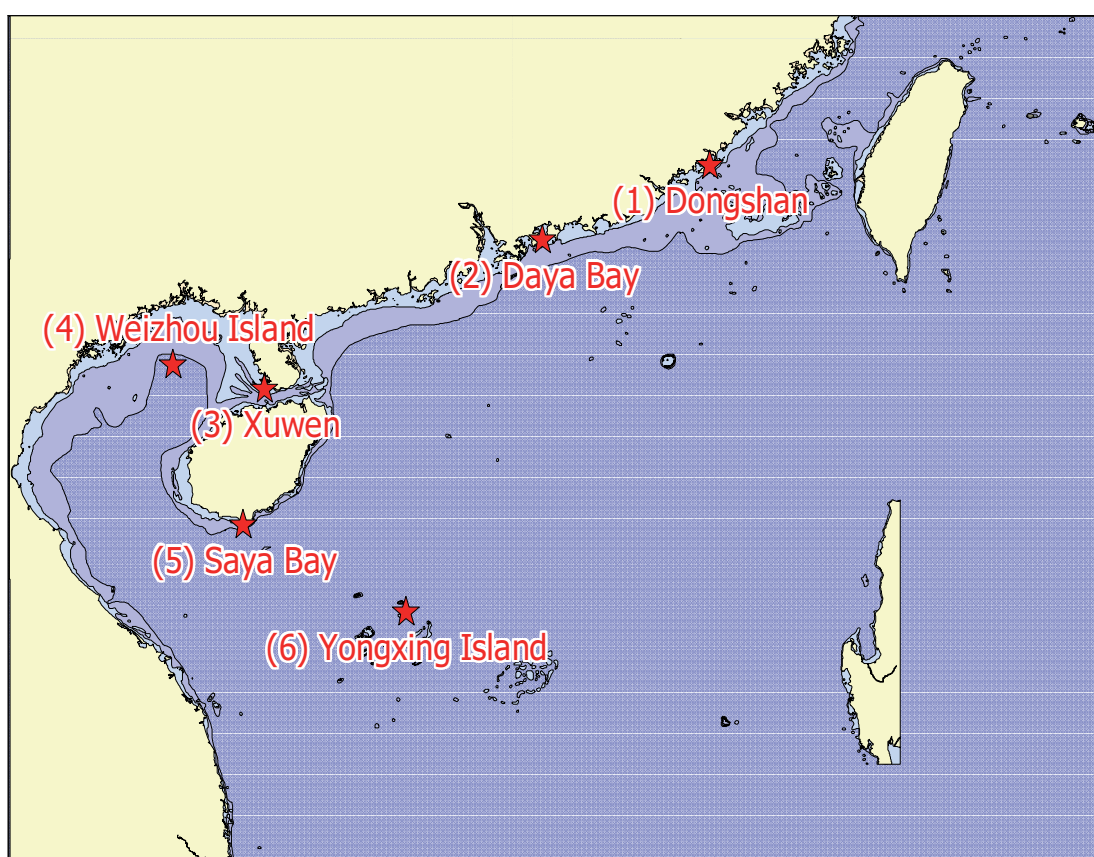 (1) Dongshan
(2) Daya Bay
(4) Weizhou Island
(3) Xuwen
(5) Saya Bay
(6) Yongxing Island